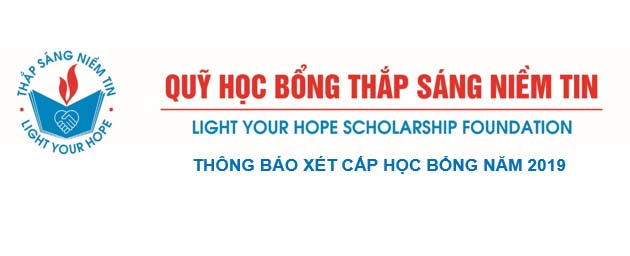 THẮP SÁNG NIỀM TIN
LIGHT YOUR HOPE
QUỸ HỌC BỔNG THẮP SÁNG NIỀM TIN
LIGHT YOUR HOPE SCHOLARSHIP FOUNDATION
THÔNG BÁO XÉT CẤP HỌC BỔNG NĂM 2019